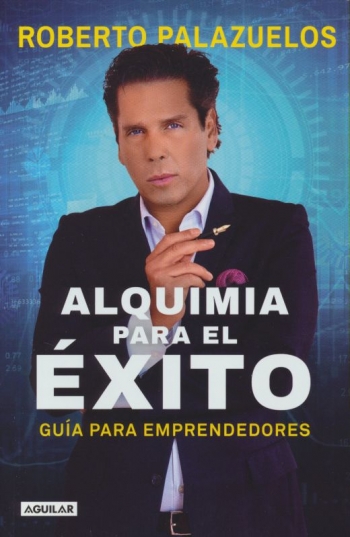 ROBERTO PALAZUELOS
ALQUIMIA
PARA EL
ÉXITO
GUÍA PARA EMPRENDEDORES
AGUILAR